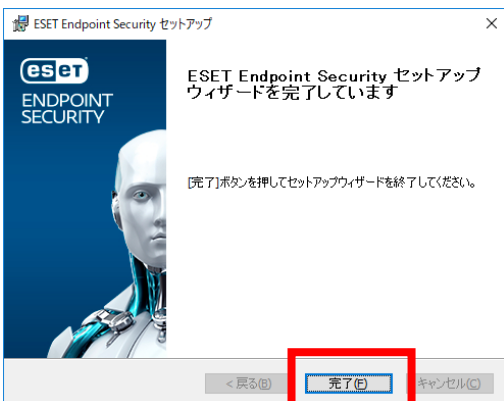 ESET Endpoint Security セットアップ
eseT
ENDPOINT
SECURITY
ESET Endpoint Security セットアップ
ウィザードを完了しています
[完了]ボタンを押してセットアップウィザードを終了してください。
< 戻る(B)
完了(F)
キャンセル(C)